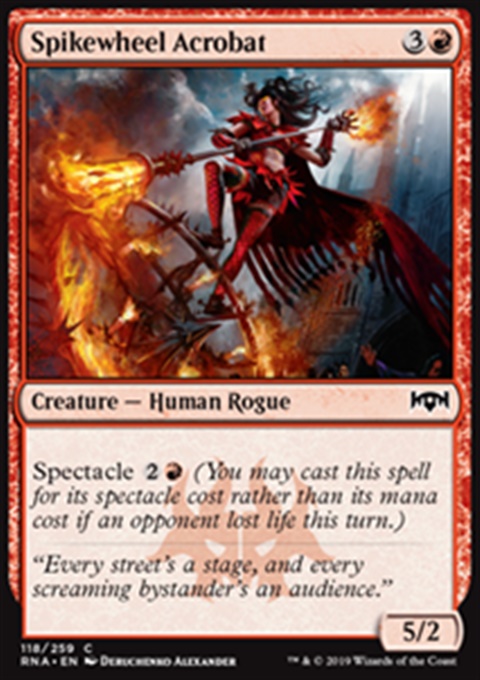 Spikewheel Acrobat 3
Creature — Human Rogue
Spectacle 2 (You may cast this spell
for its spectacle cost rather than its mana
cost if an opponent lost life this turn.)
“Every street's a stage, and every
screaming bystander's an audience.”
5/2
118/259 C
RNA • EN Deruchenko Alexander
™ & © 2019 Wizards of the Coast